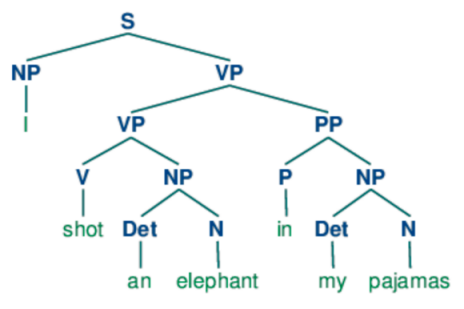 S
NP VP
I VP PP
V NP P NP
shot Det N in Det N
an elephant my pajamas